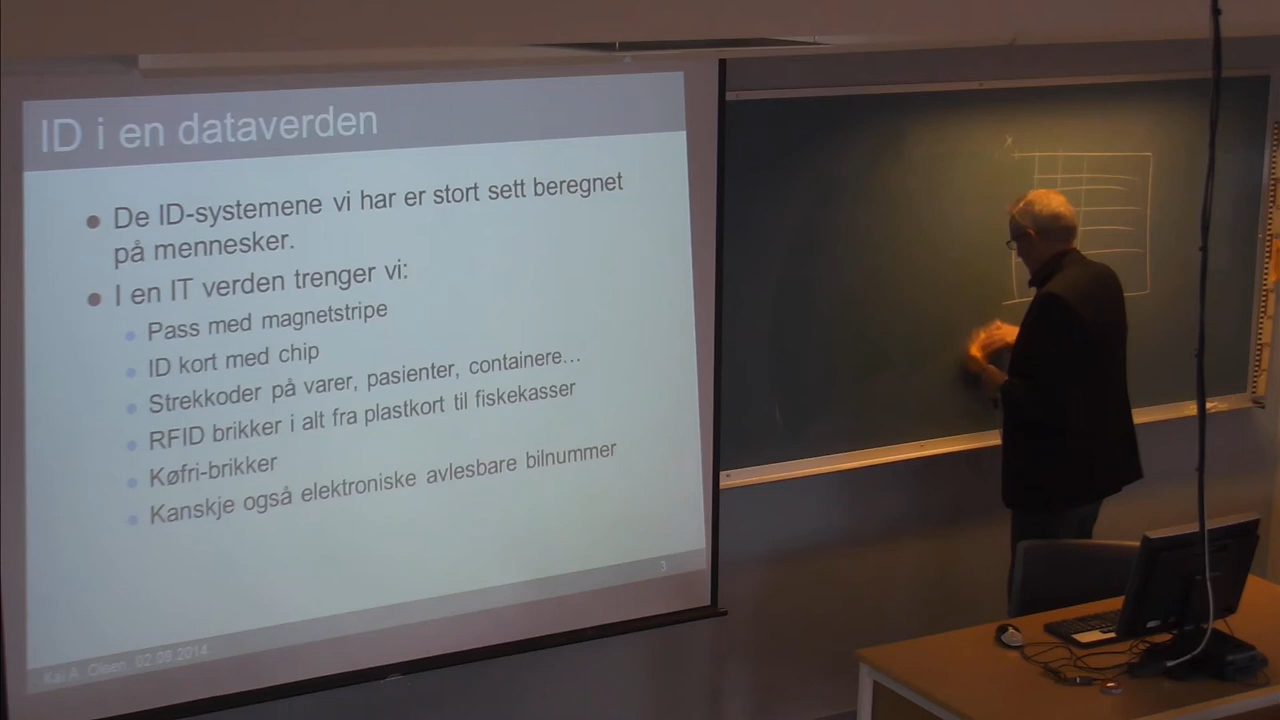 ID i en dataverden
De ID-systemene vi har er stort sett beregnet
på mennesker.
I en IT verden trenger vi:
Pass med magnetstripe
ID kort med chip
Strekkoder på varer, pasienter, containere...
RFID brikker i alt fra plastkort til fiskekasser
Køfri-brikker
Kanskje også elektroniske avlesbare bilnummer
3
Kai A. Olsen, 02.09.2014
x